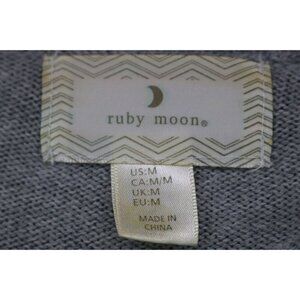 ruby moon®
US:M
CA:M/M
UK:M
EU:M
MADE IN
CHINA